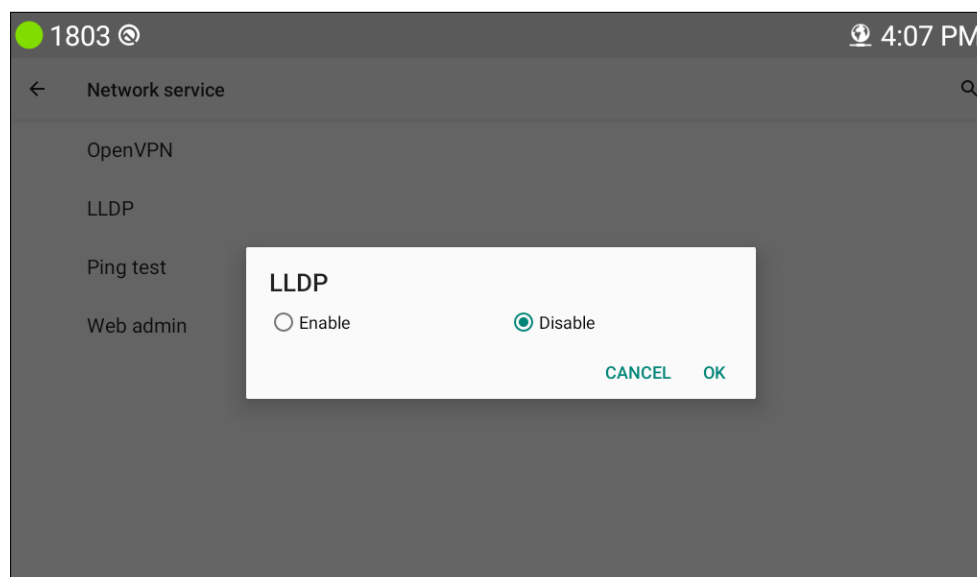 1803 4:07 PM
Network service
OpenVPN
LLDP
Ping test
Web admin
LLDP
Enable Disable
CANCEL OK